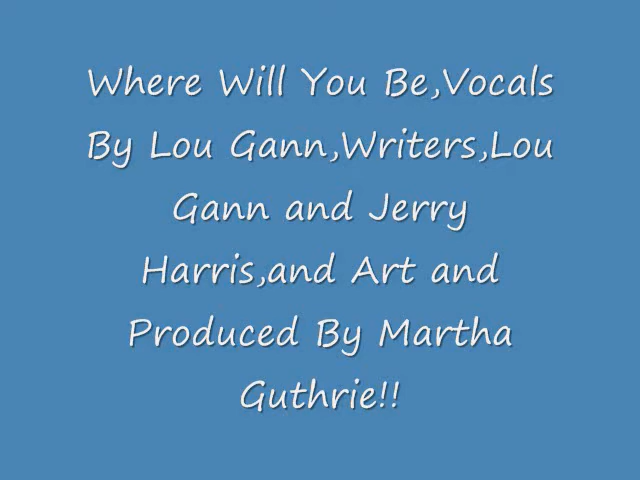 Where Will You Be,Vocals
By Lou Gann,Writers,Lou
Gann and Jerry
Harris,and Art and
Produced By Martha
Guthrie!!